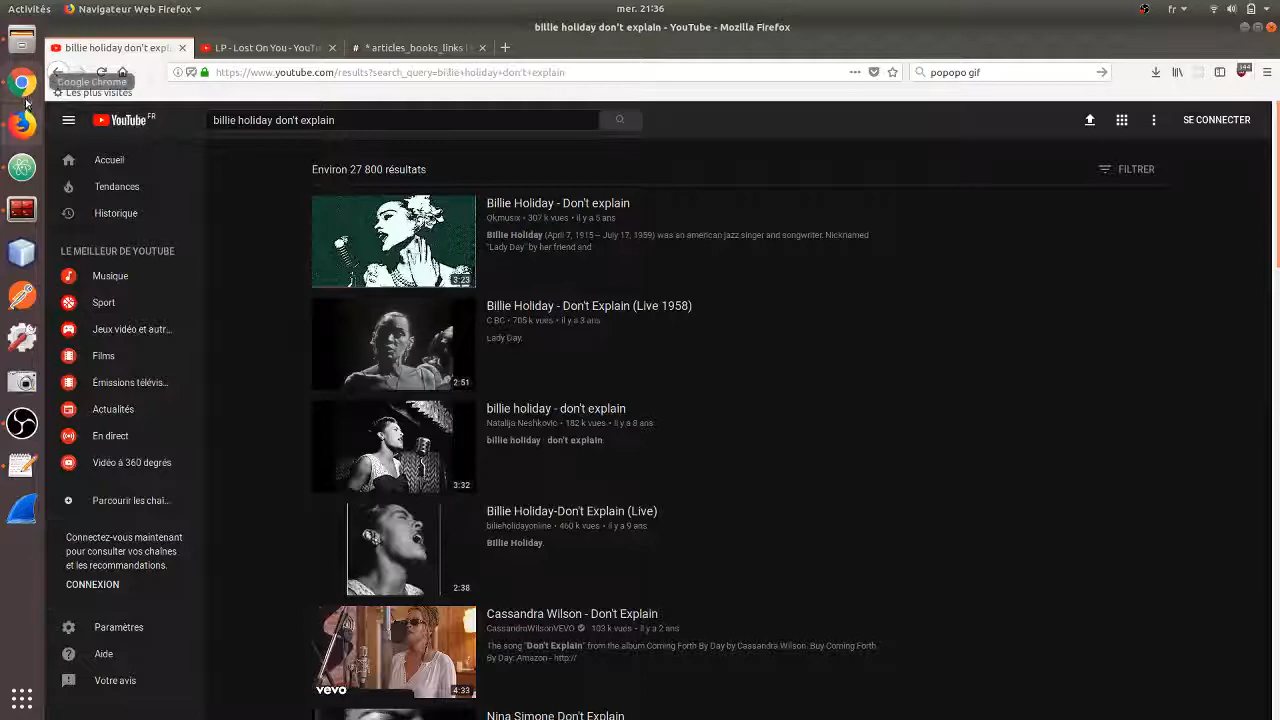 Activités
Navigateur Web Firefox
mer. 21:36
fr
billie holiday don't explain - YouTube - Mozilla Firefox
billie holiday don't expl
LP - Lost On You - YouTu
* articles_books_links
Google Chrome
https://www.youtube.com/results?search_query=billie+holiday+don't+explain
popopo gif
144
Les plus visités
YouTube FR
billie holiday don't explain
SE CONNECTER
Accueil
Tendances
Historique
LE MEILLEUR DE YOUTUBE
Musique
Sport
Jeux vidéo et autr...
Films
Émissions télévis...
Actualités
En direct
Vidéo à 360 degrés
Parcourir les chai...
Connectez-vous maintenant
pour consulter vos chaînes
et les recommandations.
CONNEXION
Paramètres
Aide
Votre avis
Environ 27 800 résultats
FILTRER
3:23
Billie Holiday - Don't explain
Okmusix • 307 k vues • il y a 5 ans
Billie Holiday (April 7, 1915 – July 17, 1959) was an american jazz singer and songwriter. Nicknamed
"Lady Day" by her friend and
2:51
Billie Holiday - Don't Explain (Live 1958)
C BC • 705 k vues • il y a 3 ans
Lady Day.
3:32
billie holiday - don't explain
Natalija Neshkovic • 182 k vues • il y a 8 ans
billie holiday don't explain
2:38
Billie Holiday-Don't Explain (Live)
billieholidayonline • 460 k vues • il y a 9 ans
Billie Holiday.
vevo
4:33
Cassandra Wilson - Don't Explain
CassandraWilsonVEVO 103 k vues • il y a 2 ans
The song "Don't Explain" from the album Coming Forth By Day by Cassandra Wilson. Buy Coming Forth
By Day: Amazon - http://
Nina Simone Don't Explain